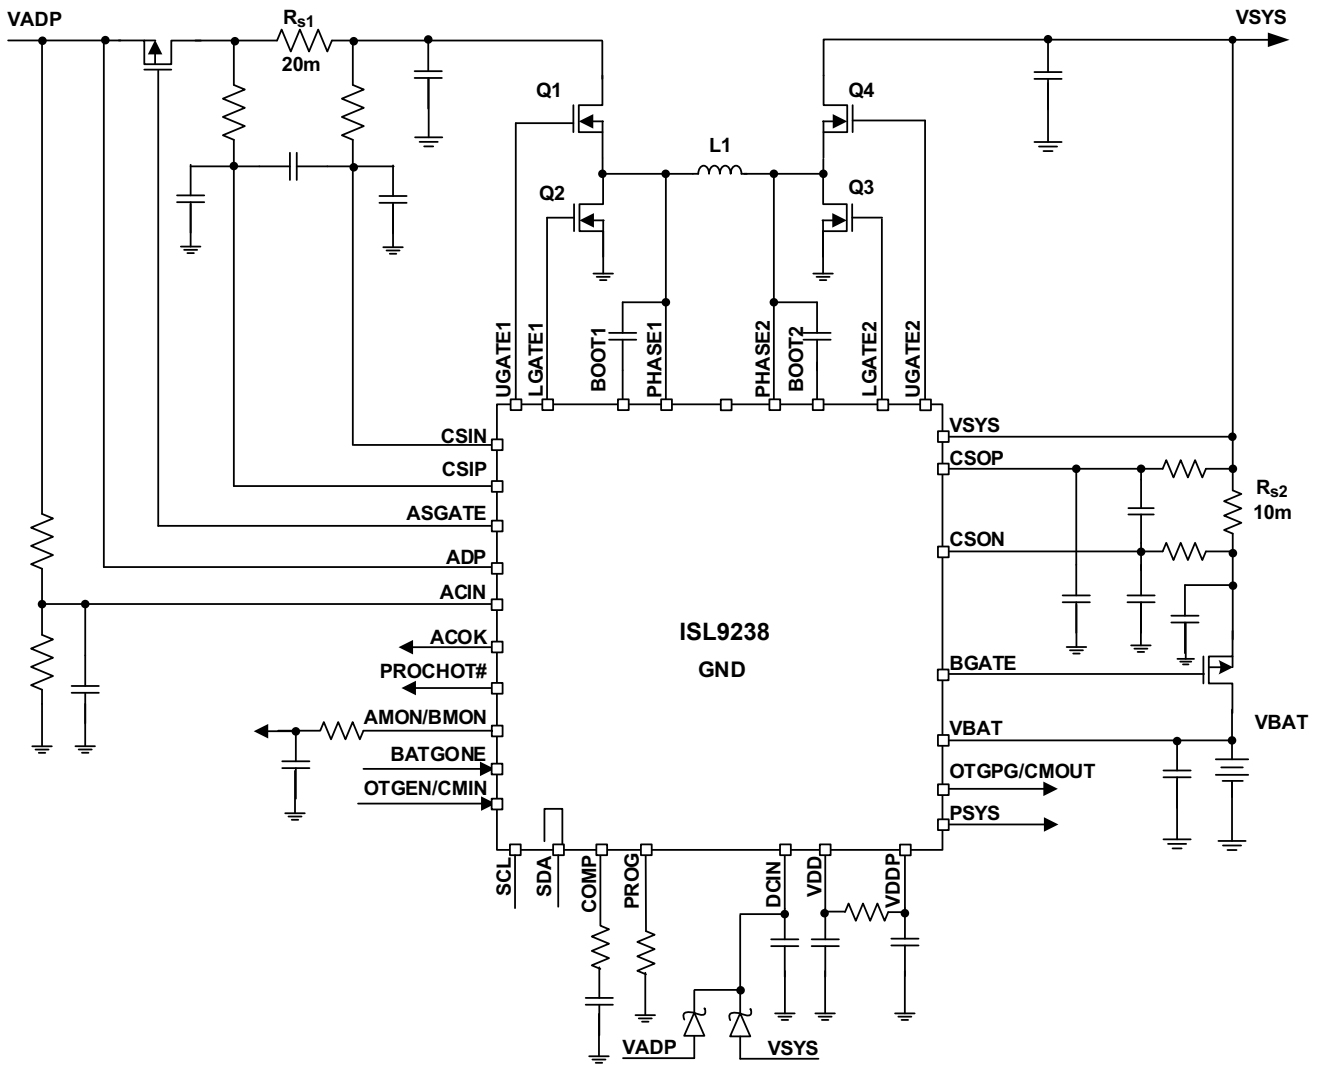 VADP
Rs1
20m
VSYS
Q1
Q4
L1
Q2
Q3
UGATE1
LGATE1
BOOT1
PHASE1
PHASE2
BOOT2
LGATE2
UGATE2
CSIN
CSIP
ASGATE
ADP
ACIN
ACOK
PROCHOT#
AMON/BMON
BATGONE
OTGEN/CMIN
VSYS
CSOP
Rs2
10m
CSON
ISL9238
GND
BGATE
VBAT
VBAT
OTGPG/CMOUT
PSYS
SCL
SDA
COMP
PROG
DCIN
VDD
VDDP
VADP
VSYS